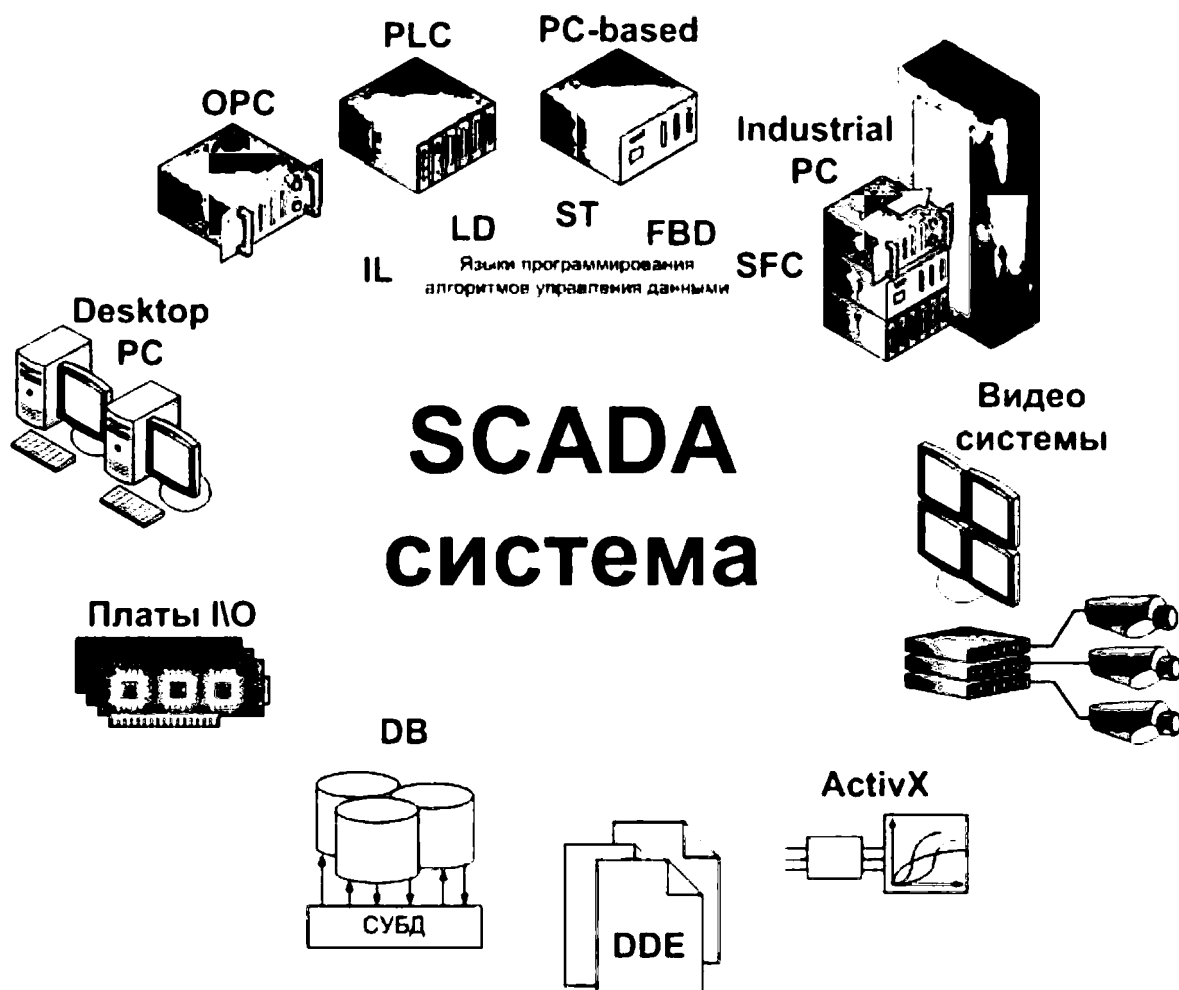 PLC
PC-based
OPC
Industrial
PC
LD
ST
FBD
IL
SFC
Языки программирования
алгоритмов управления данными
Desktop
PC
SCADA
система
Видео
системы
Платы I\O
DB
СУБД
DDE
ActivX